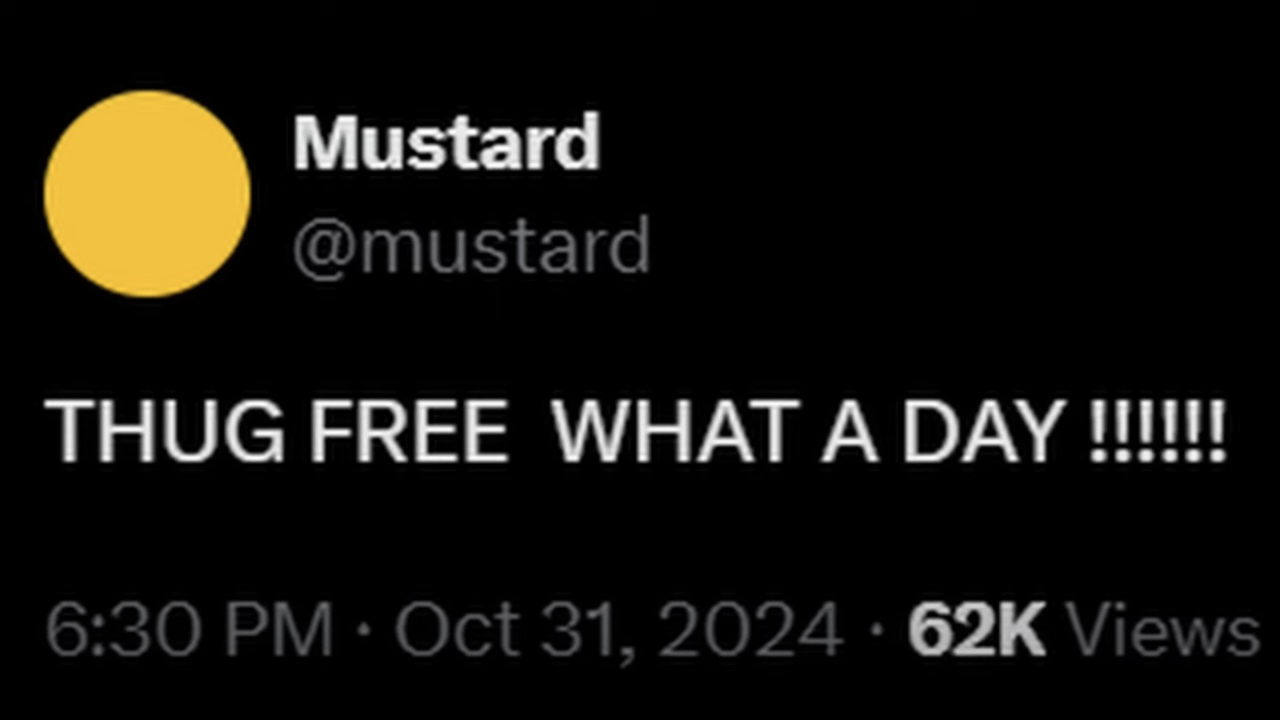 Mustard
@mustard
THUG FREE  WHAT A DAY !!!!!!
6:30 PM · Oct 31, 2024 · 62K Views